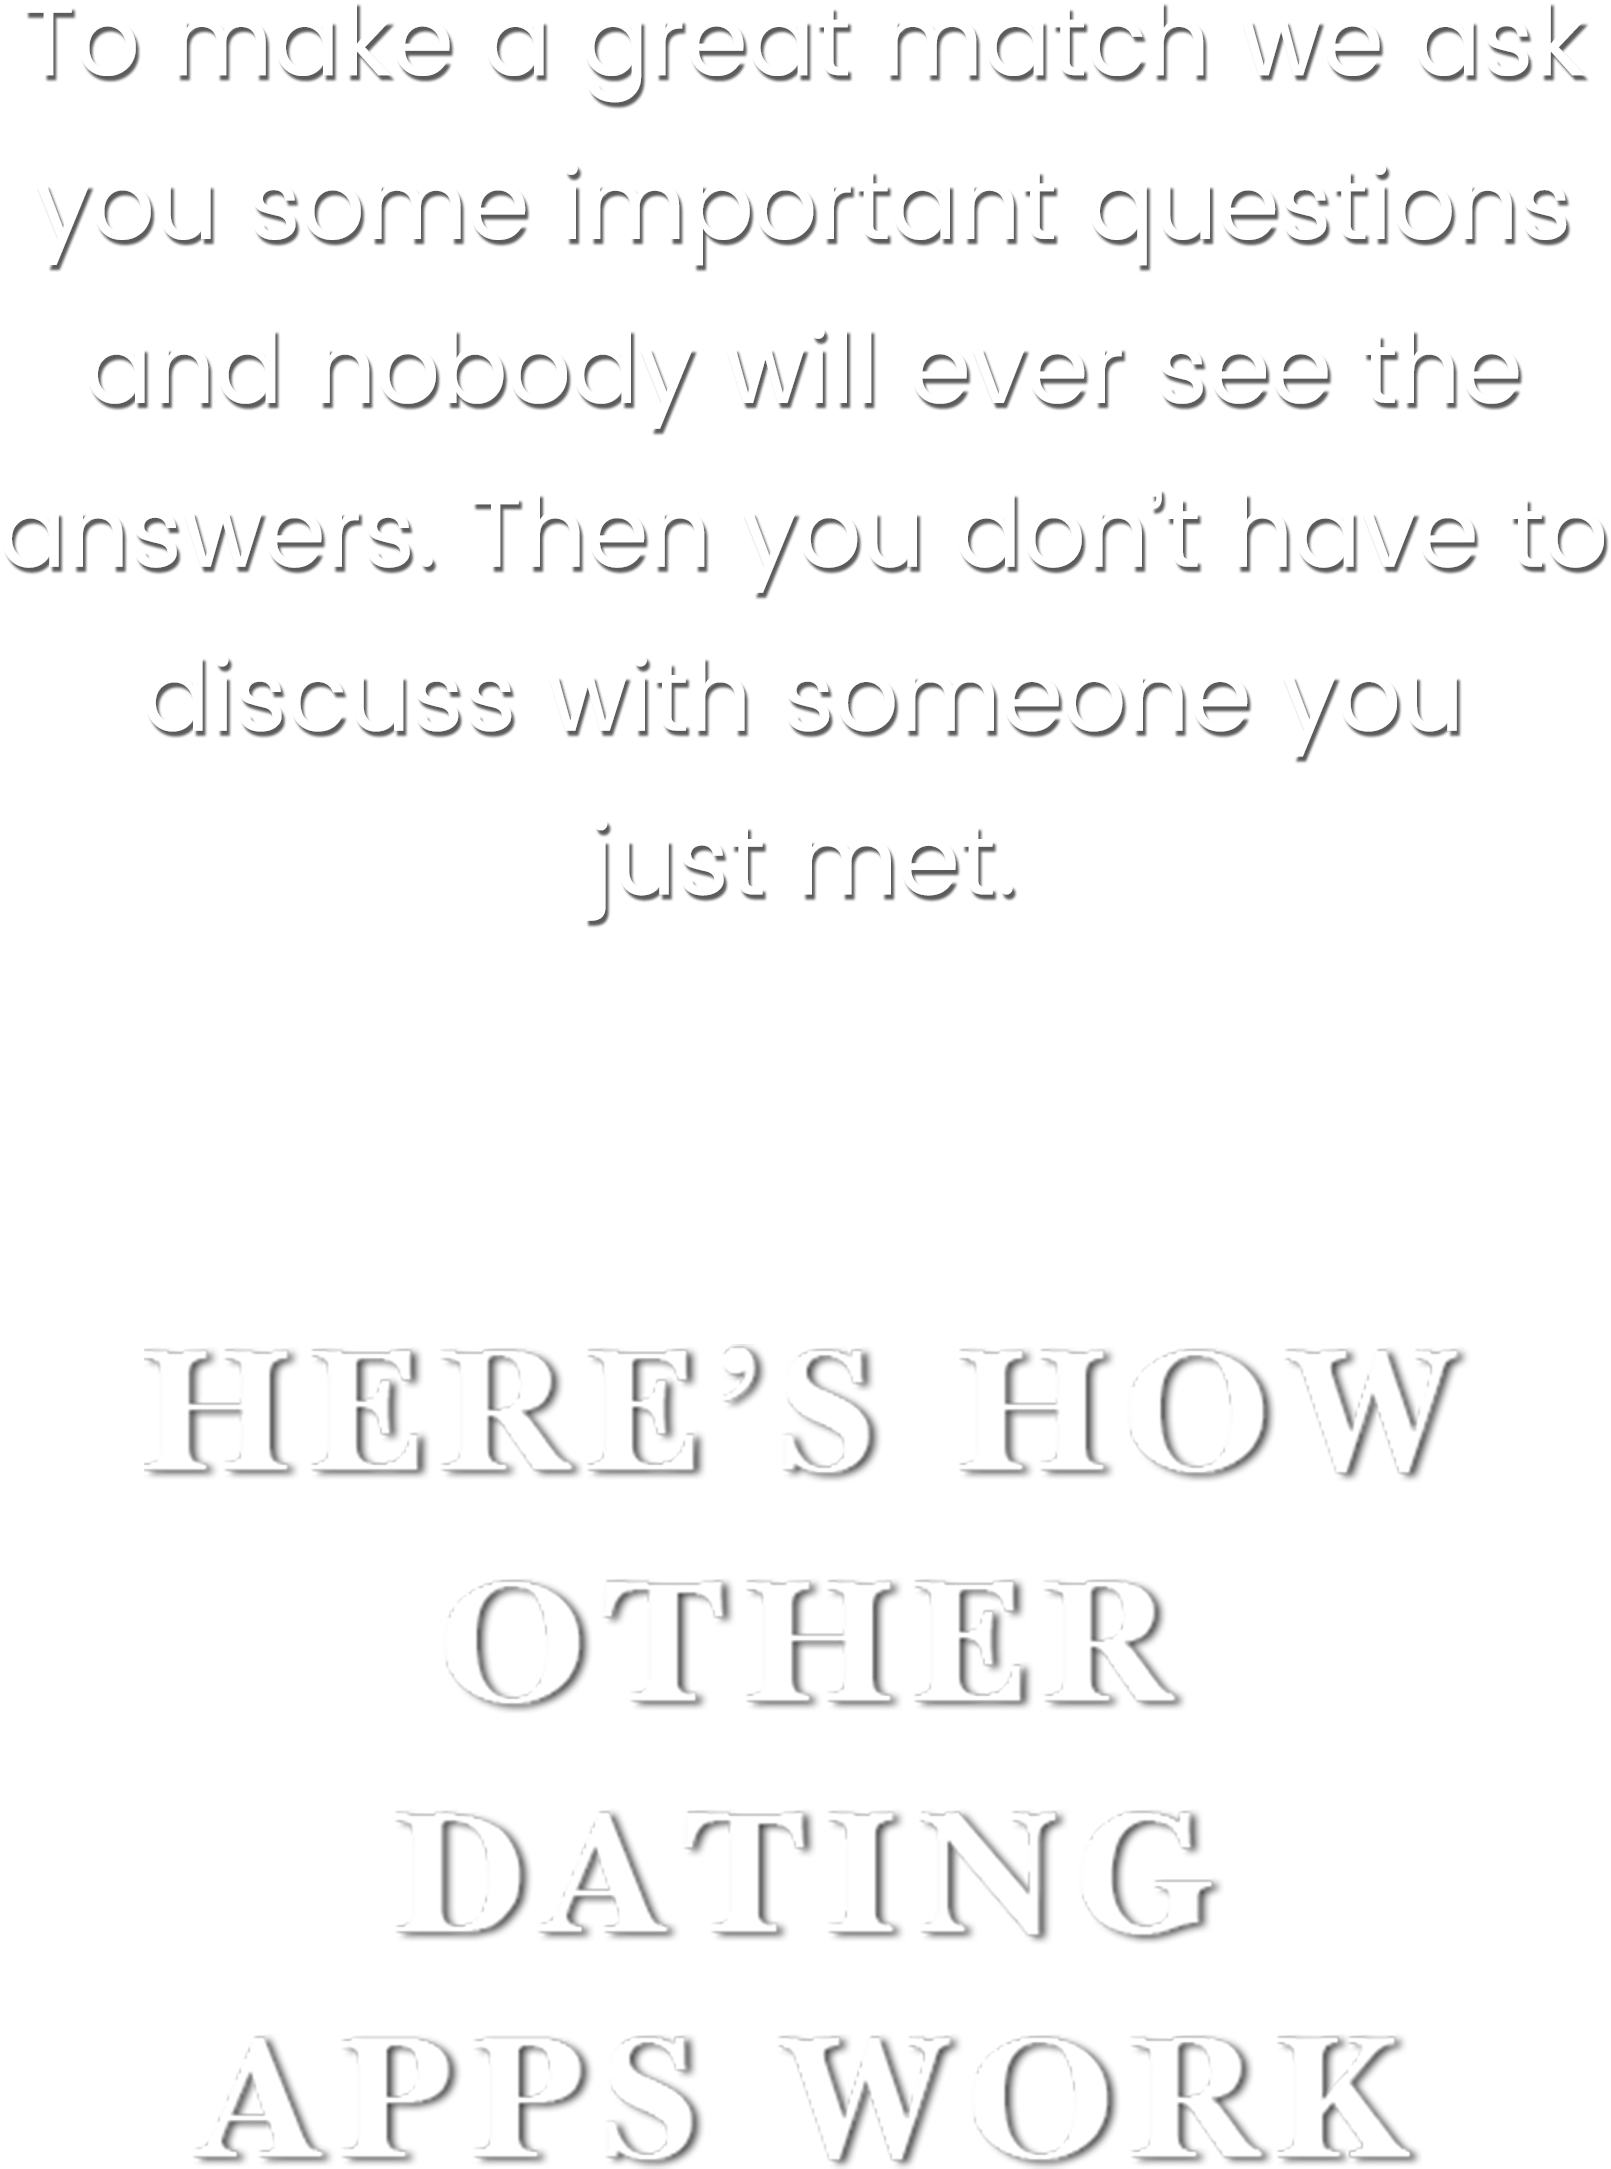 To make a great match we ask
you some important questions
and nobody will ever see the
answers. Then you don’t have to
discuss with someone you
just met.
HERE’S HOW
OTHER
DATING
APPS WORK